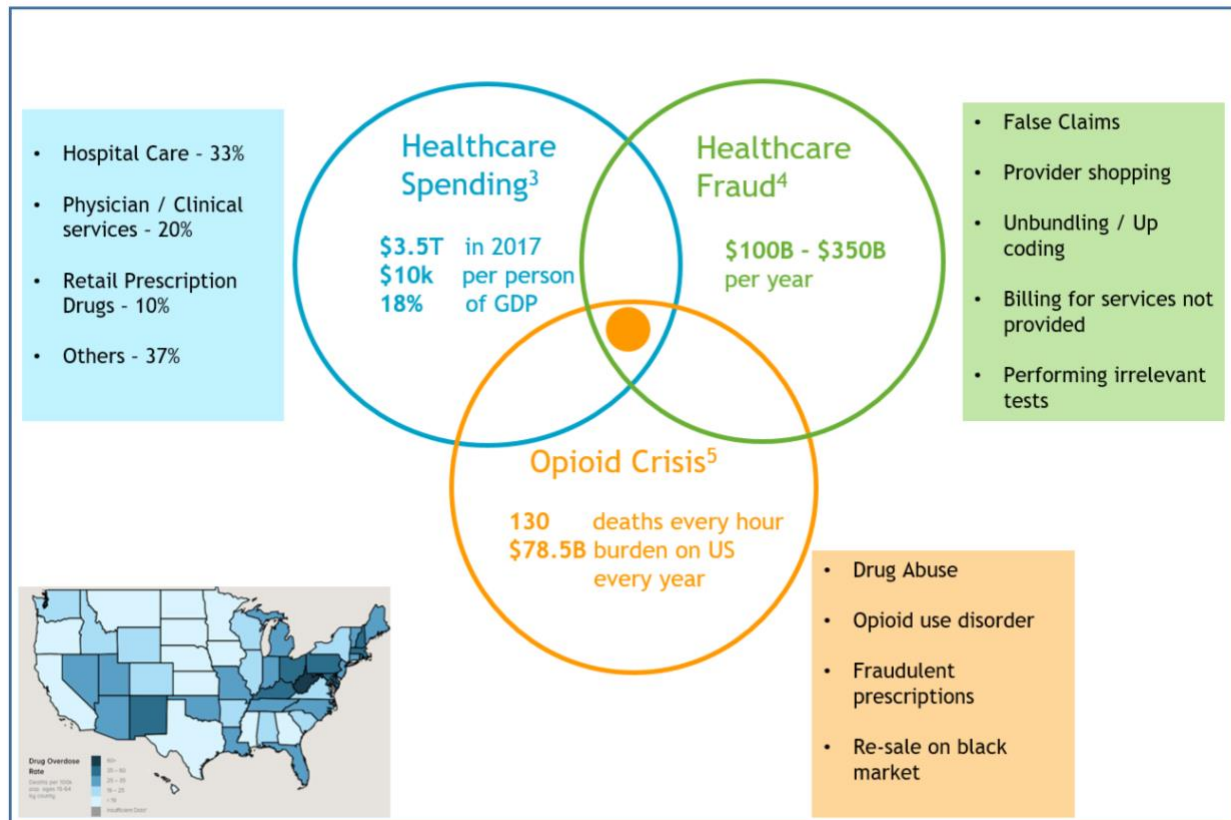 • Hospital Care – 33%
• Physician / Clinical
services – 20%
• Retail Prescription
Drugs – 10%
• Others – 37%
Healthcare
Spending³
$3.5T in 2017
$10k per person
18% of GDP
Healthcare
Fraud⁴
$100B - $350B
per year
• False Claims
• Provider shopping
• Unbundling / Up
coding
• Billing for services not
provided
• Performing irrelevant
tests
Opioid Crisis⁵
130 deaths every hour
$78.5B burden on US
every year
• Drug Abuse
• Opioid use disorder
• Fraudulent
prescriptions
• Re-sale on black
market
Drug Overdose
Rate
Deaths per 100k